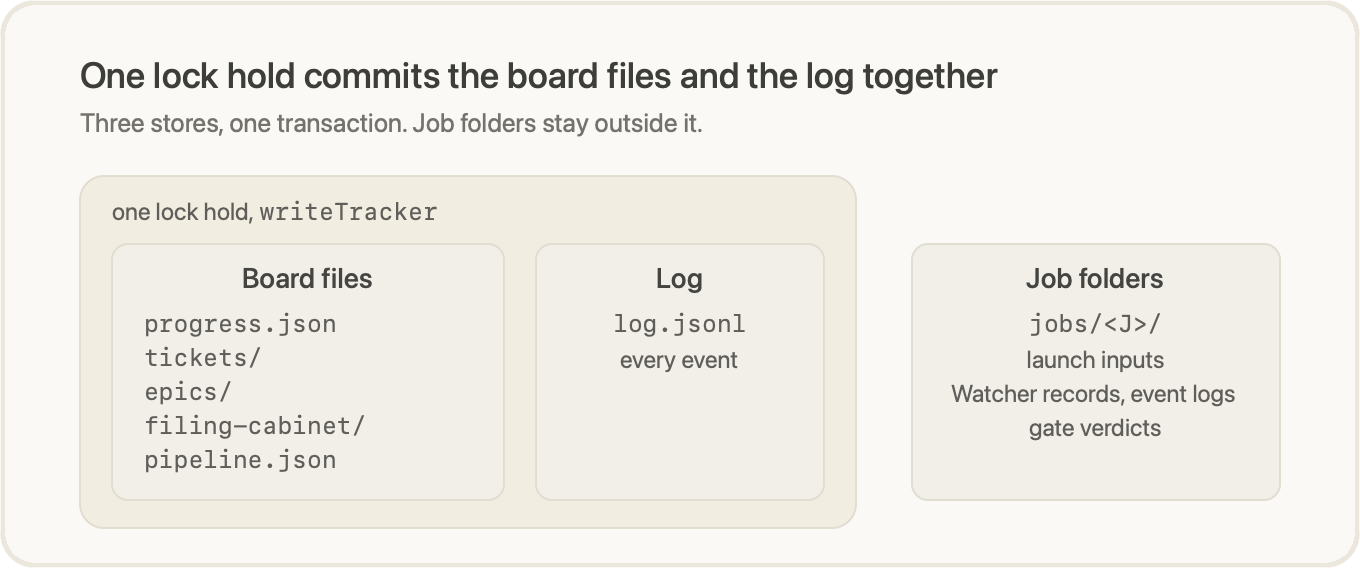 One lock hold commits the board files and the log together
Three stores, one transaction. Job folders stay outside it.
one lock hold, writeTracker
Board files
progress.json
tickets/
epics/
filing-cabinet/
pipeline.json
Log
log.jsonl
every event
Job folders
jobs/<J>/
launch inputs
Watcher records, event logs
gate verdicts